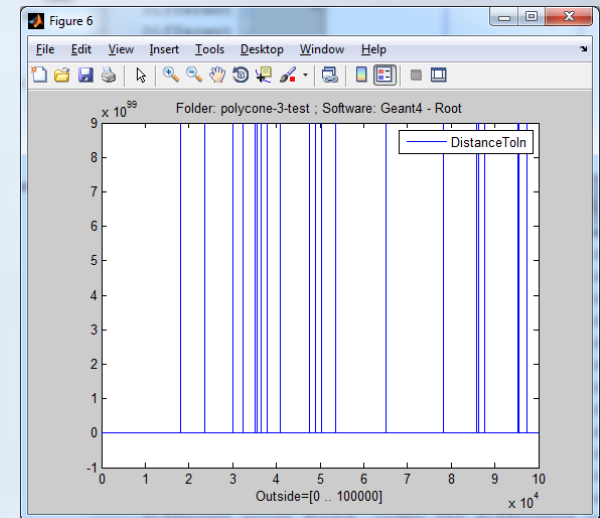 Figure 6
File Edit View Insert Tools Desktop Window Help
x 10^99
Folder: polycone-3-test ; Software: Geant4 - Root
DistanceToIn
9
8
7
6
5
4
3
2
1
0
-1
0 1 2 3 4 5 6 7 8 9 10
Outside=[0 .. 100000]
x 10^4